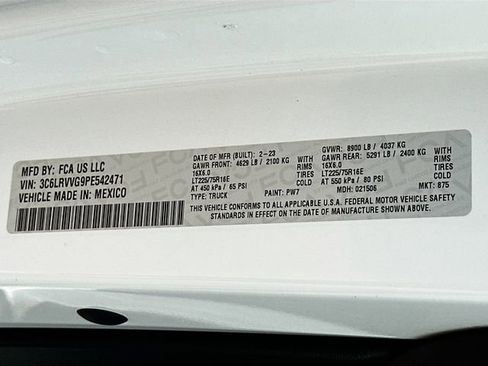 MFD BY: FCA US LLC
VIN: 3C6LRVVG9PE542471
VEHICLE MADE IN: MEXICO
DATE OF MFR (BUILT): 2-23 GVWR: 8900 LB / 4037 KG
GAWR FRONT: 4629 LB / 2100 KG WITH GAWR REAR: 5291 LB / 2400 KG WITH
16X6.0 RIMS 16X6.0 RIMS
LT225/75R16E TIRE LT225/75R16E TIRE
AT 450 kPa / 65 PSI COLD AT 550 kPa / 80 PSI COLD
TYPE: TRUCK PAINT: PW7 MDH: 021506 MKT: 875
THIS VEHICLE CONFORMS TO ALL APPLICABLE U.S.A. FEDERAL MOTOR VEHICLE SAFETY
STANDARDS IN EFFECT ON THE DATE OF MANUFACTURE SHOWN ABOVE.